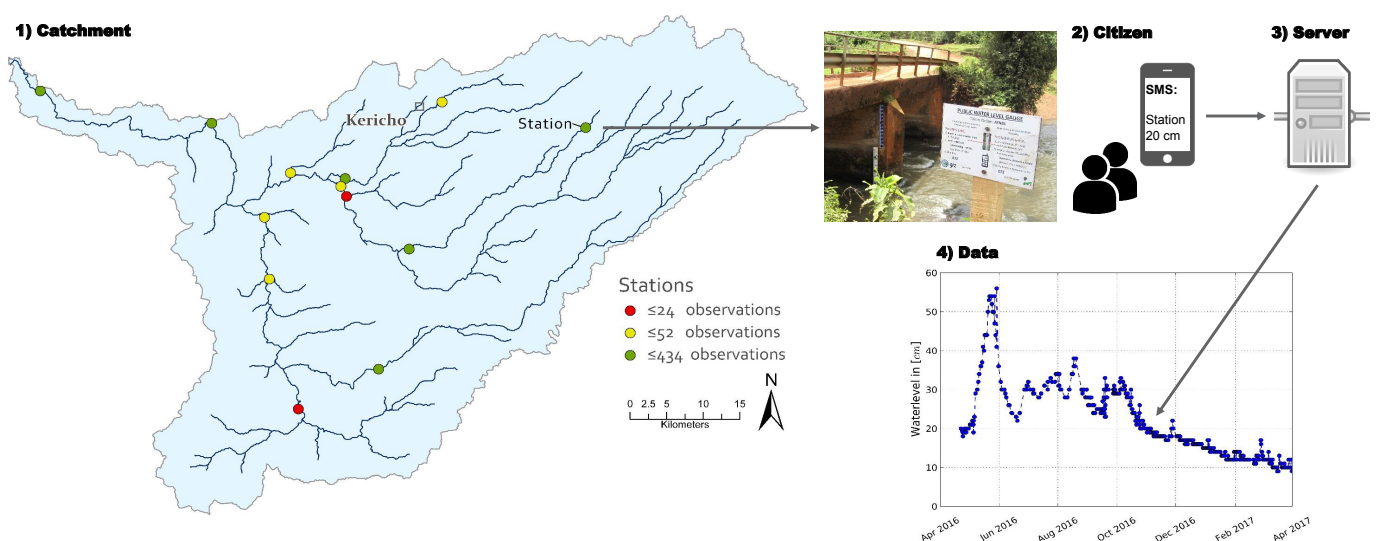 1) Catchment
Kericho
Station
Stations
≤24 observations
≤52 observations
≤434 observations
0 2.5 5 10 15
Kilometers
N
PUBLIC WATER LEVEL GAUGE
giz
2) Citizen
SMS:
Station
20 cm
3) Server
4) Data
Waterlevel in [cm]
60
50
40
30
20
10
0
Apr 2016
Jun 2016
Aug 2016
Oct 2016
Dec 2016
Feb 2017
Apr 2017